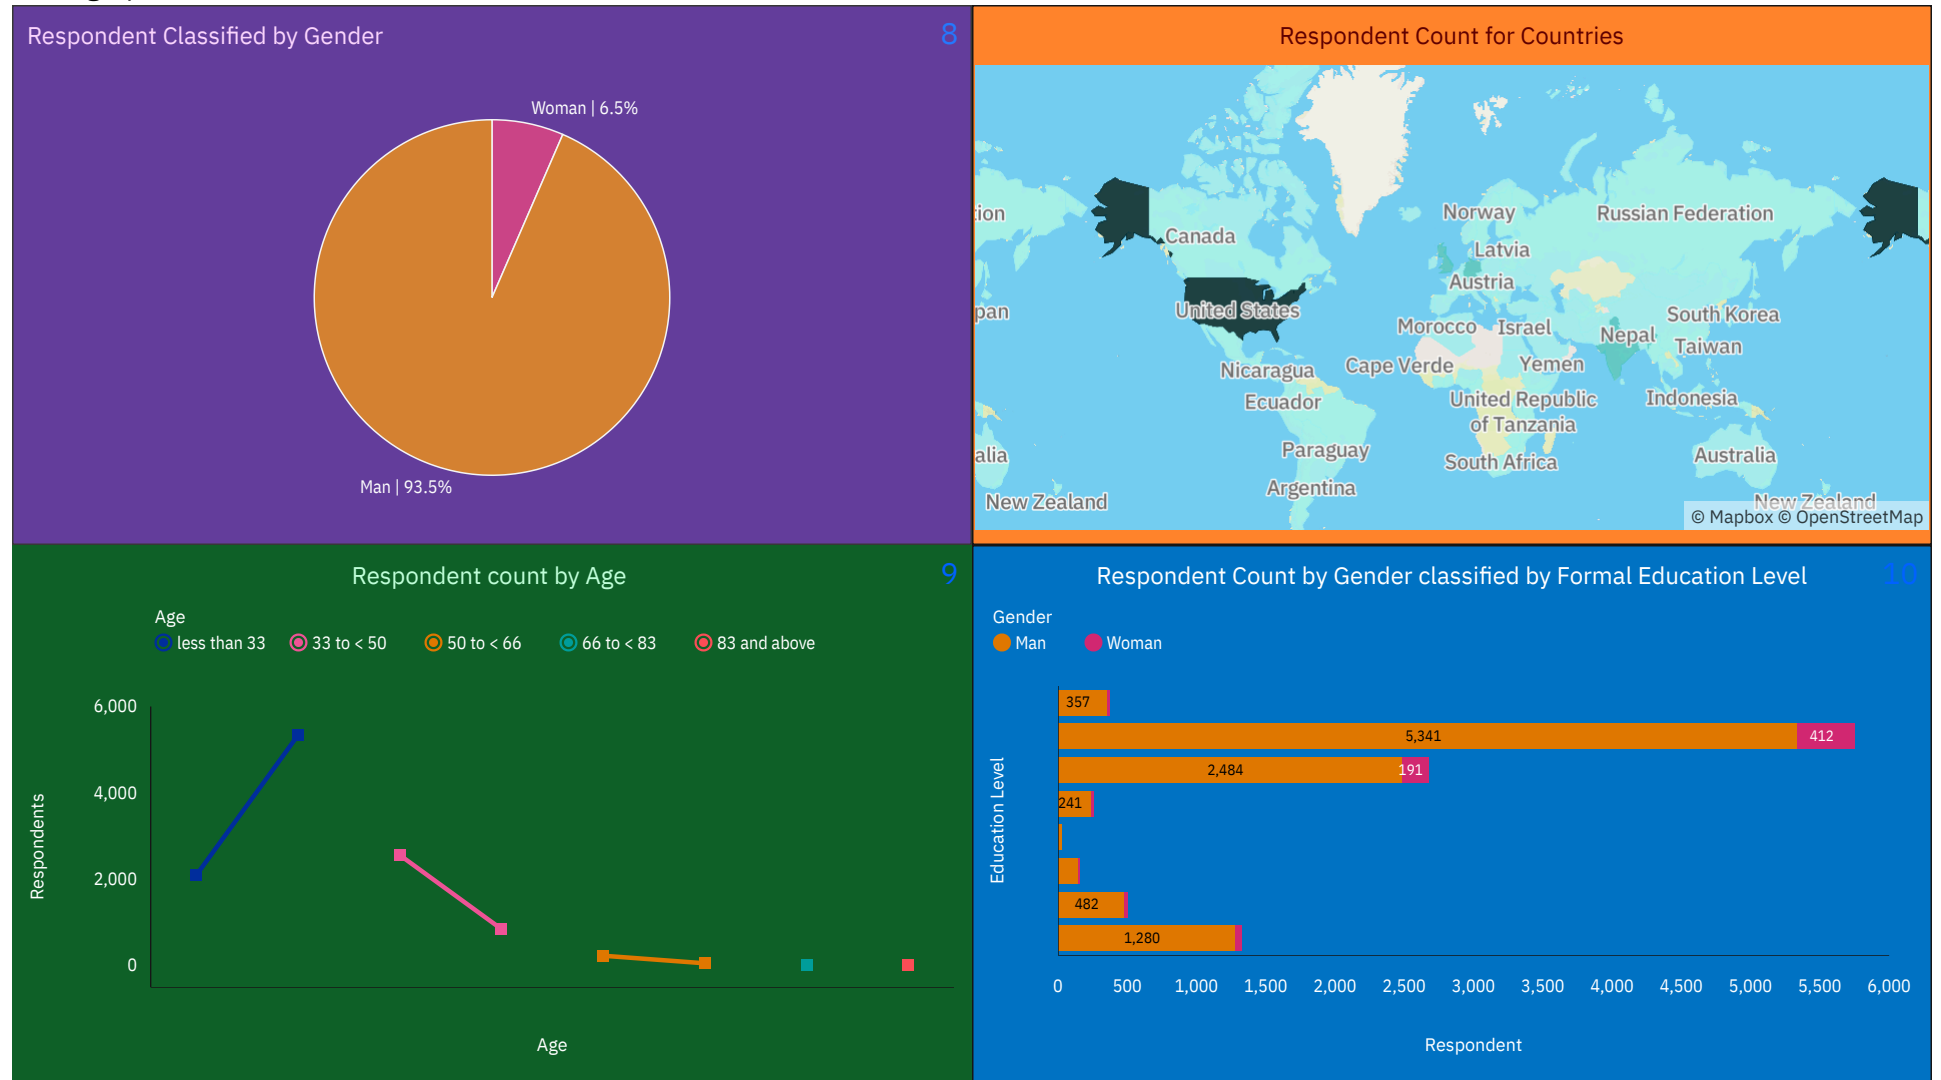 Respondent Classified by Gender
8
Woman | 6.5%
Man | 93.5%
Respondent Count for Countries
tion
Canada
Norway
Russian Federation
Latvia
Austria
United States
pan
Morocco
Israel
South Korea
Nepal
Taiwan
Nicaragua
Cape Verde
Yemen
Ecuador
United Republic
of Tanzania
Indonesia
Paraguay
South Africa
alia
Australia
Argentina
New Zealand
New Zealand
© Mapbox © OpenStreetMap
Respondent count by Age
9
Age
less than 33
33 to < 50
50 to < 66
66 to < 83
83 and above
6,000
4,000
2,000
0
Respondents
Age
Respondent Count by Gender classified by Formal Education Level
10
Gender
Man
Woman
357
5,341
412
2,484
191
241
482
1,280
Education Level
0
500
1,000
1,500
2,000
2,500
3,000
3,500
4,000
4,500
5,000
5,500
6,000
Respondent